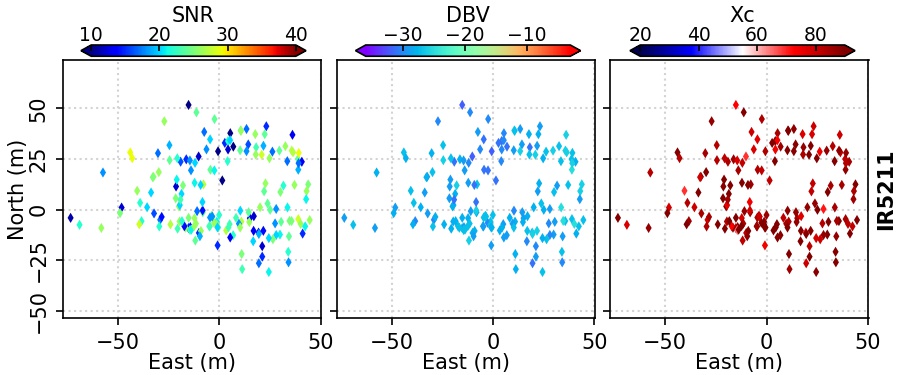 SNR DBV Xc
10 20 30 40 −30 −20 −10 20 40 60 80
50
25
0
−25
−50
North (m)
−50 0 50 −50 0 50 −50 0 50
East (m) East (m) East (m)
IR5211